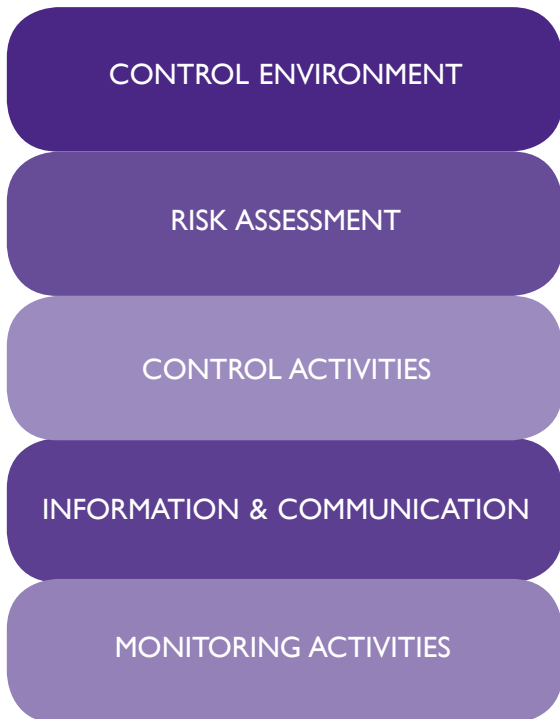 CONTROL ENVIRONMENT
RISK ASSESSMENT
CONTROL ACTIVITIES
INFORMATION & COMMUNICATION
MONITORING ACTIVITIES